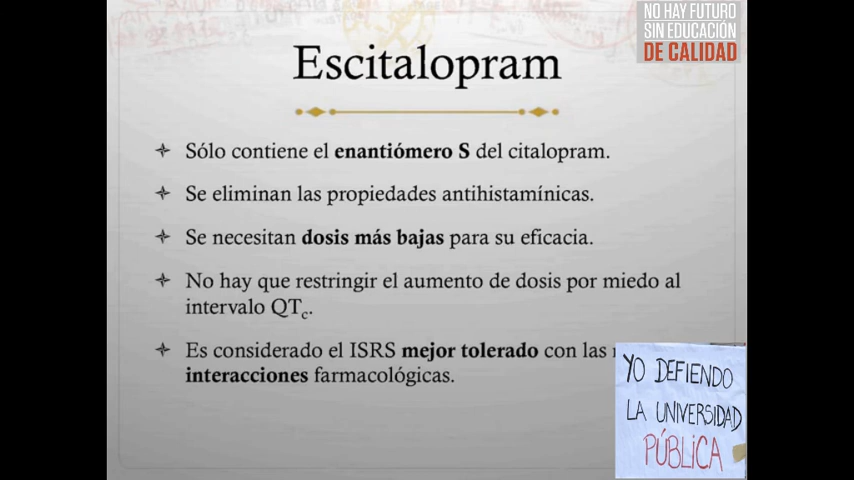 NO HAY FUTURO
SIN EDUCACIÓN
DE CALIDAD
Escitalopram
Sólo contiene el enantiómero S del citalopram.
Se eliminan las propiedades antihistamínicas.
Se necesitan dosis más bajas para su eficacia.
No hay que restringir el aumento de dosis por miedo al
intervalo QTc.
Es considerado el ISRS mejor tolerado con las
interacciones farmacológicas.
YO DEFIENDO
LA UNIVERSIDAD
PÚBLICA